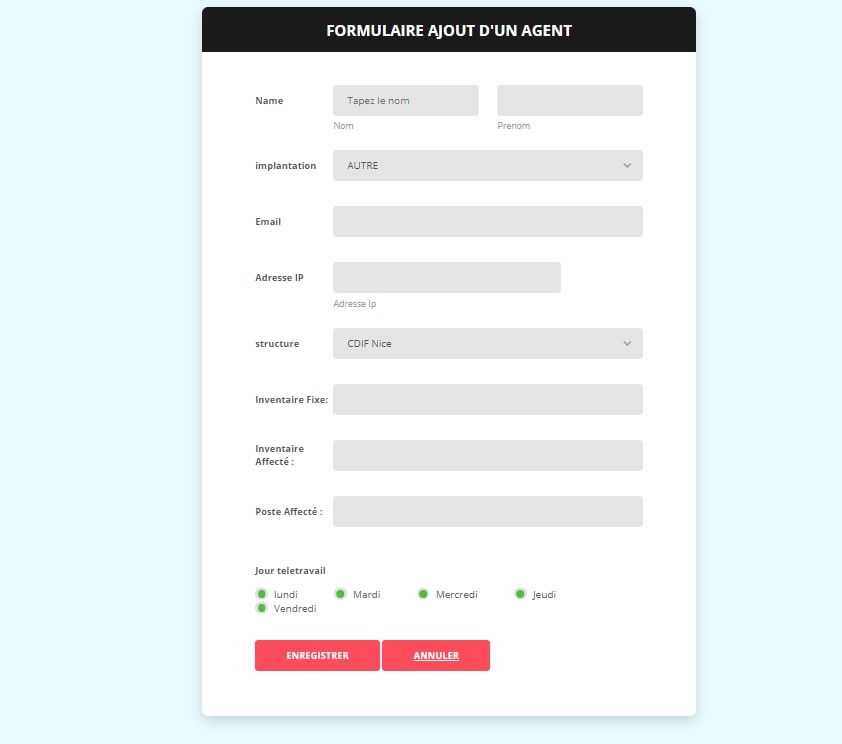 FORMULAIRE AJOUT D'UN AGENT
Name
Tapez le nom
Nom
Prenom
implantation
AUTRE
Email
Adresse IP
Adresse Ip
structure
CDIF Nice
Inventaire Fixe:
Inventaire
Affecté :
Poste Affecté :
Jour teletravail
lundi Mardi Mercredi Jeudi
Vendredi
ENREGISTRER ANNULER